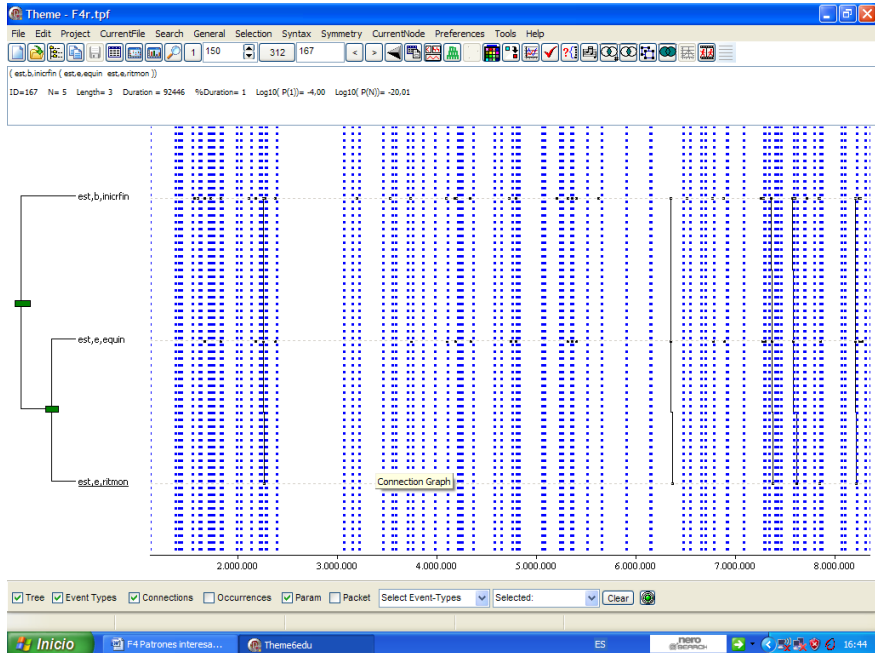 Theme - F4r.tpf
File Edit Project CurrentFile Search General Selection Syntax Symmetry CurrentNode Preferences Tools Help
1 150 312 167 < >
( est,b,inicrfin ( est,e,equin est,e,ritmon ))
ID=167 N= 5 Length= 3 Duration = 92446 %Duration= 1 Log10( P(1))= -4,00 Log10( P(N))= -20,01
est,b,inicrfin
est,e,equin
est,e,ritmon
Connection Graph
2.000.000 3.000.000 4.000.000 5.000.000 6.000.000 7.000.000 8.000.000
Tree Event Types Connections Occurrences Param Packet Select Event-Types Selected: Clear
Inicio F4 Patrones interesa... Theme6edu ES nero SEARCH 16:44